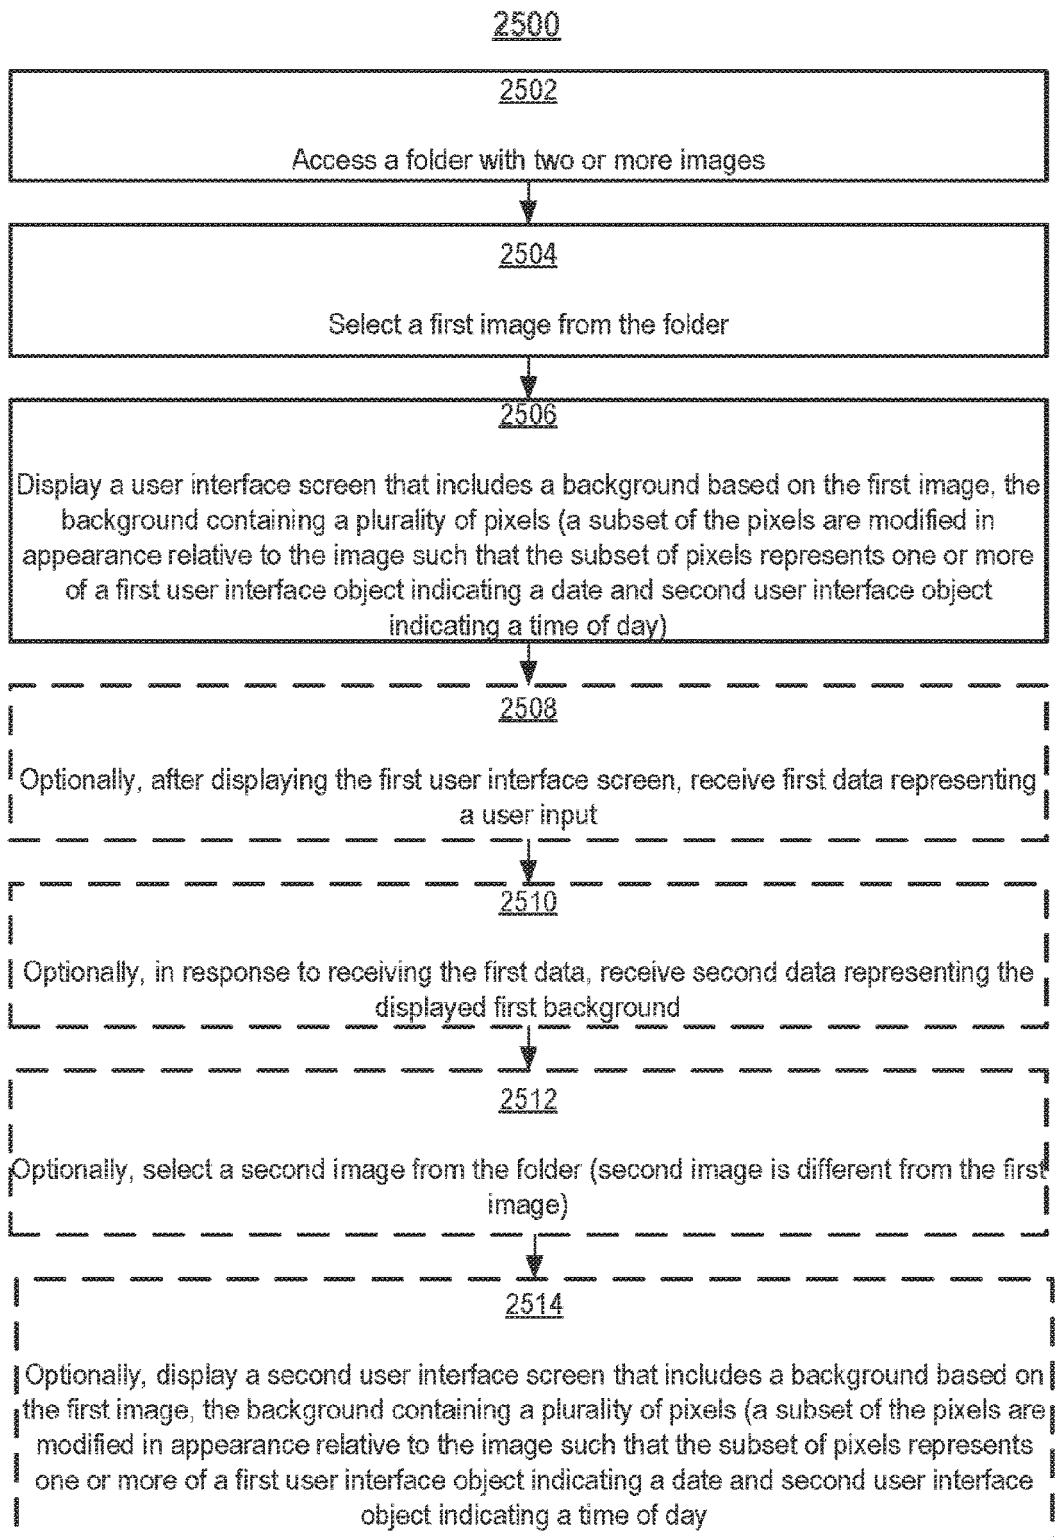 2500
2502
Access a folder with two or more images
2504
Select a first image from the folder
2506
Display a user interface screen that includes a background based on the first image, the
background containing a plurality of pixels (a subset of the pixels are modified in
appearance relative to the image such that the subset of pixels represents one or more
of a first user interface object indicating a date and second user interface object
indicating a time of day)
2508
Optionally, after displaying the first user interface screen, receive first data representing
a user input
2510
Optionally, in response to receiving the first data, receive second data representing the
displayed first background
2512
Optionally, select a second image from the folder (second image is different from the first
image)
2514
Optionally, display a second user interface screen that includes a background based on
the first image, the background containing a plurality of pixels (a subset of the pixels are
modified in appearance relative to the image such that the subset of pixels represents
one or more of a first user interface object indicating a date and second user interface
object indicating a time of day